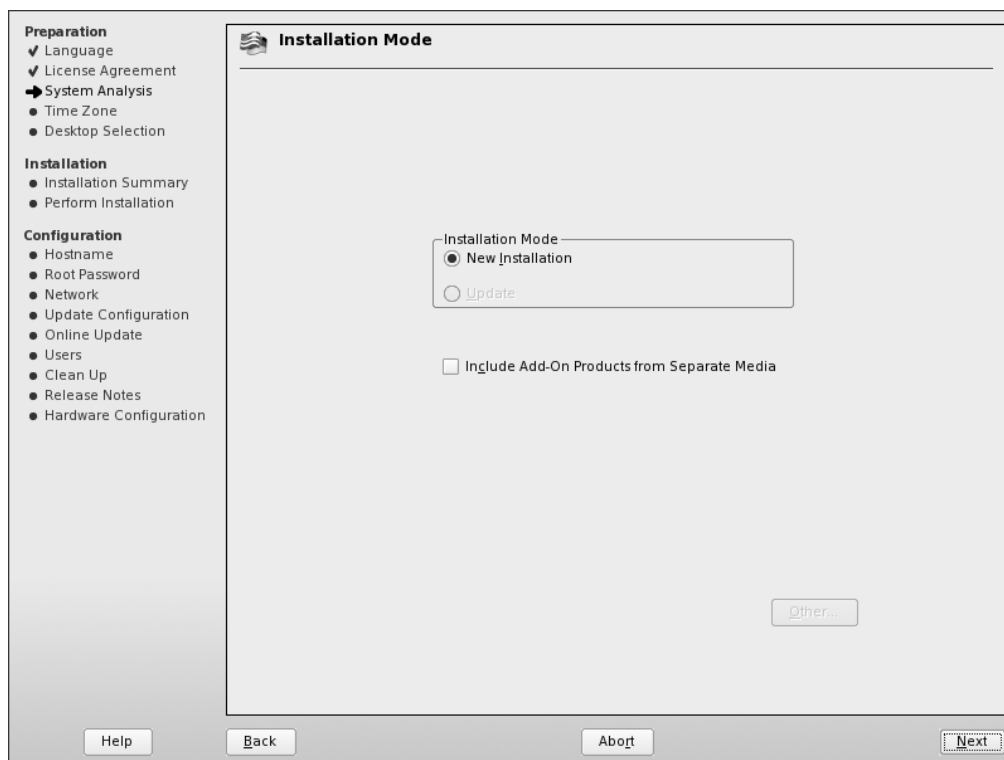 Preparation
Language
License Agreement
System Analysis
Time Zone
Desktop Selection
Installation
Installation Summary
Perform Installation
Configuration
Hostname
Root Password
Network
Update Configuration
Online Update
Users
Clean Up
Release Notes
Hardware Configuration
Installation Mode
Installation Mode
New Installation
Update
Include Add-On Products from Separate Media
Other...
Help
Back
Abort
Next